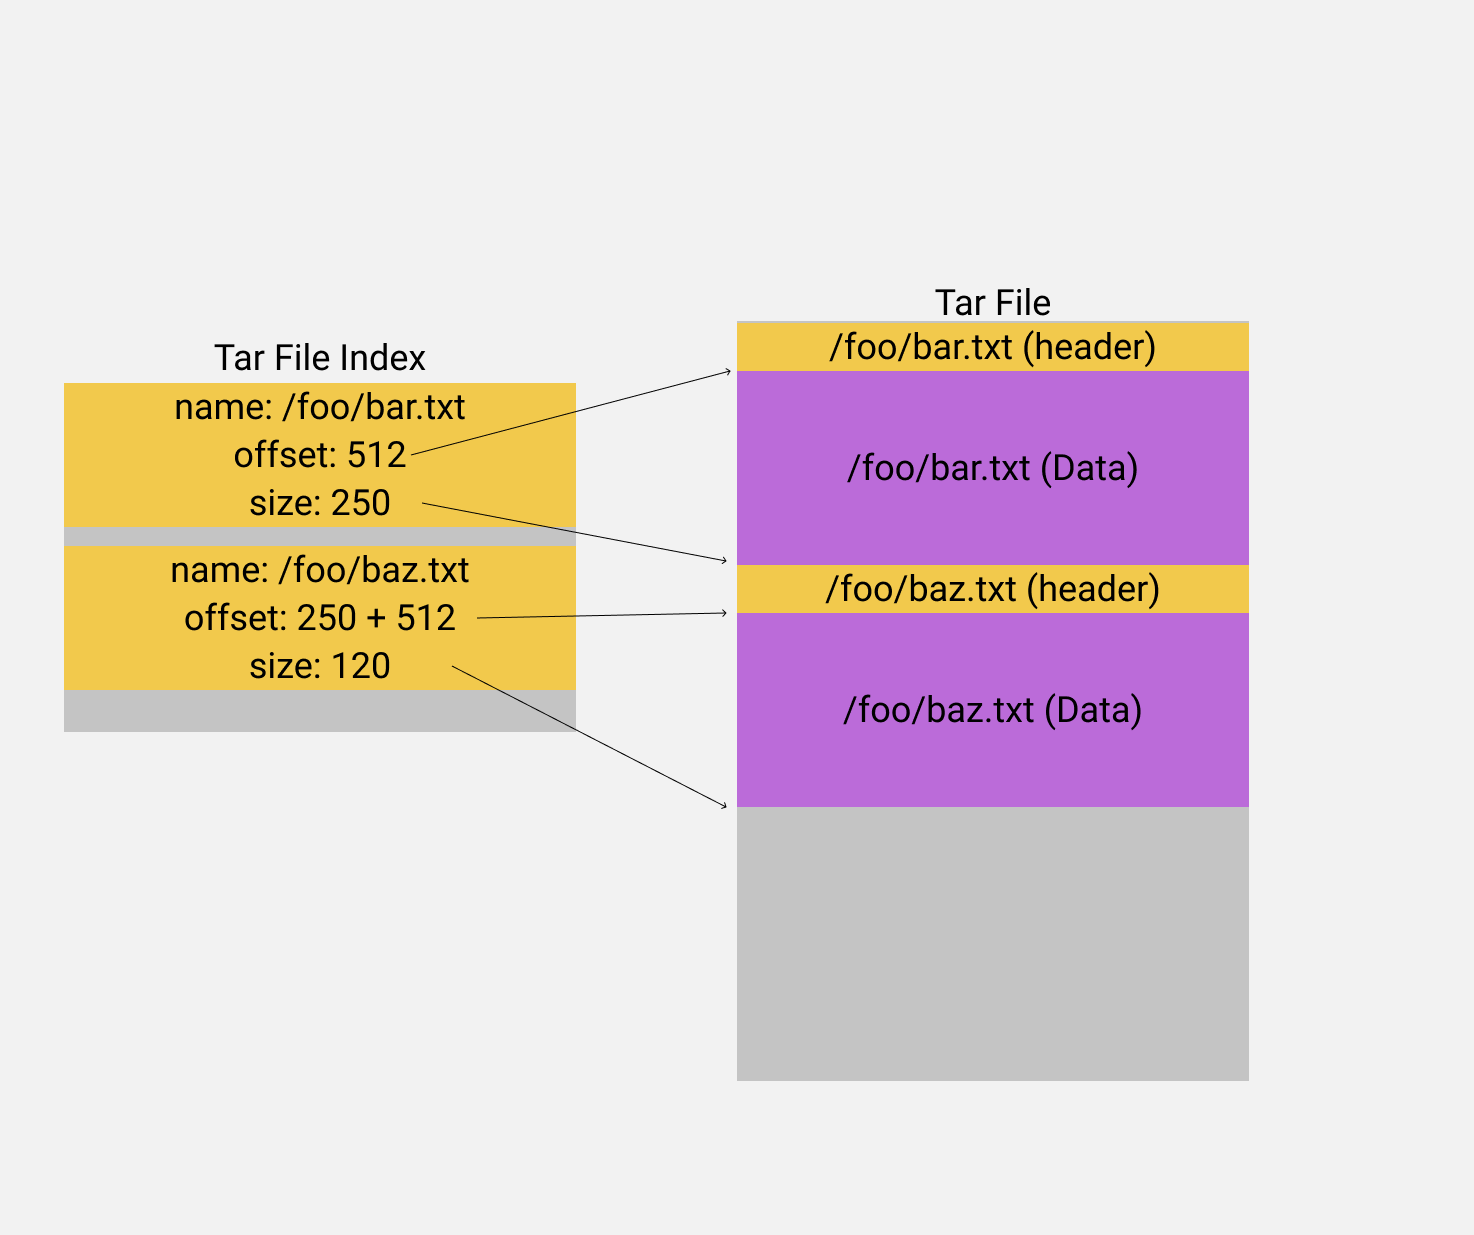 Tar File Index
name: /foo/bar.txt
offset: 512
size: 250
name: /foo/baz.txt
offset: 250 + 512
size: 120
Tar File
/foo/bar.txt (header)
/foo/bar.txt (Data)
/foo/baz.txt (header)
/foo/baz.txt (Data)